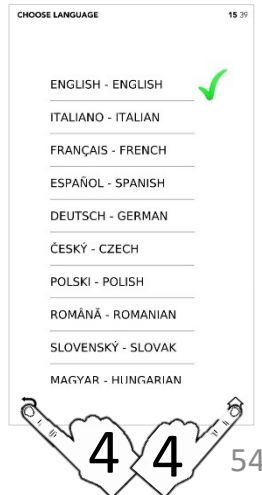 CHOOSE LANGUAGE 15 39
ENGLISH - ENGLISH
ITALIANO - ITALIAN
FRANÇAIS - FRENCH
ESPAÑOL - SPANISH
DEUTSCH - GERMAN
ČESKÝ - CZECH
POLSKI - POLISH
ROMÂNĂ - ROMANIAN
SLOVENSKÝ - SLOVAK
MAGYAR - HUNGARIAN
4 4 54